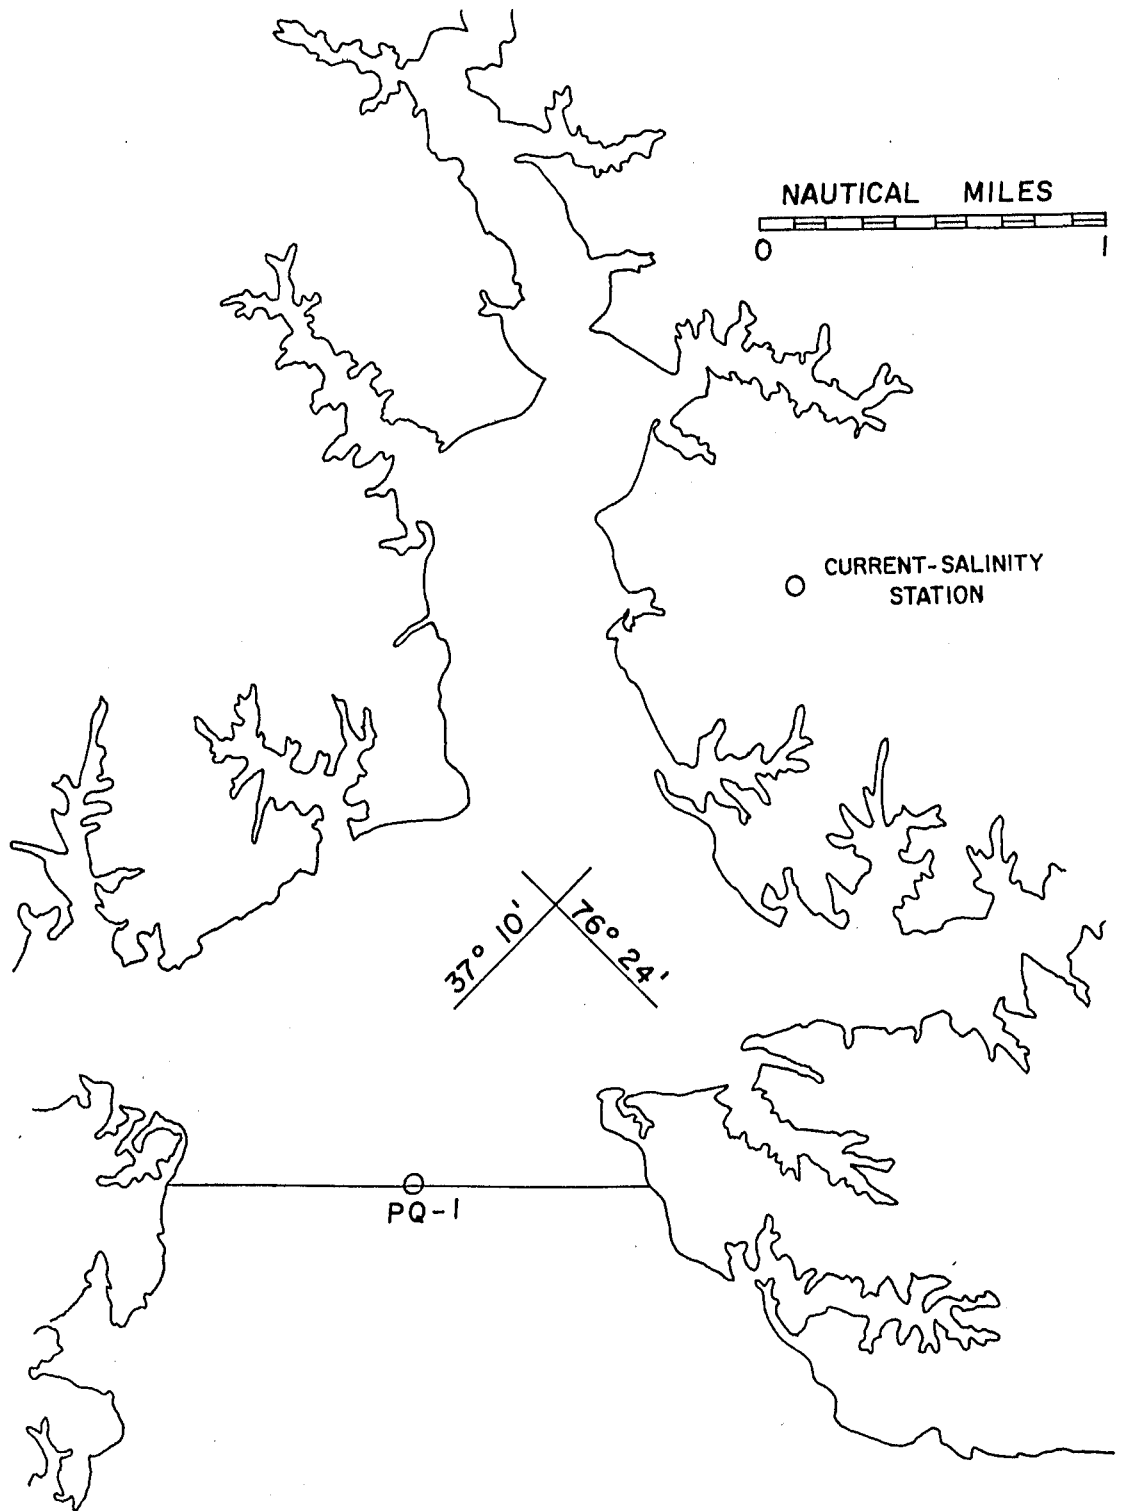 NAUTICAL MILES
0 1
CURRENT-SALINITY
STATION
37° 10'
76° 24'
PQ-1